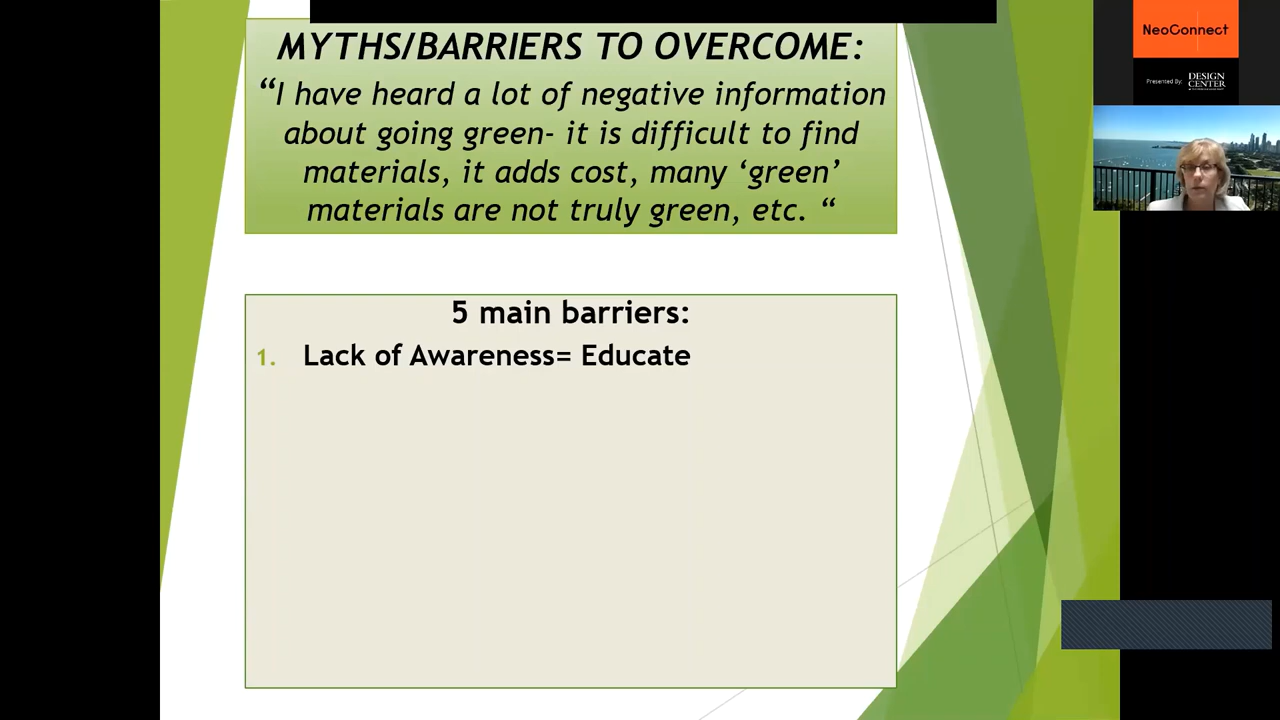 MYTHS/BARRIERS TO OVERCOME:
“I have heard a lot of negative information
about going green- it is difficult to find
materials, it adds cost, many ‘green’
materials are not truly green, etc. “
5 main barriers:
1. Lack of Awareness= Educate
NeoConnect
Presented By: DESIGN
CENTER